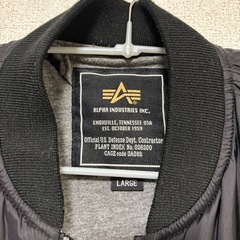 ALPHA INDUSTRIES INC.
KNOXVILLE, TENNESSEE, USA
EST. OCTOBER 1959
Official U.S. Defense Dept. Contractor
PLANT INDEX No.
CAGE code
LARGE